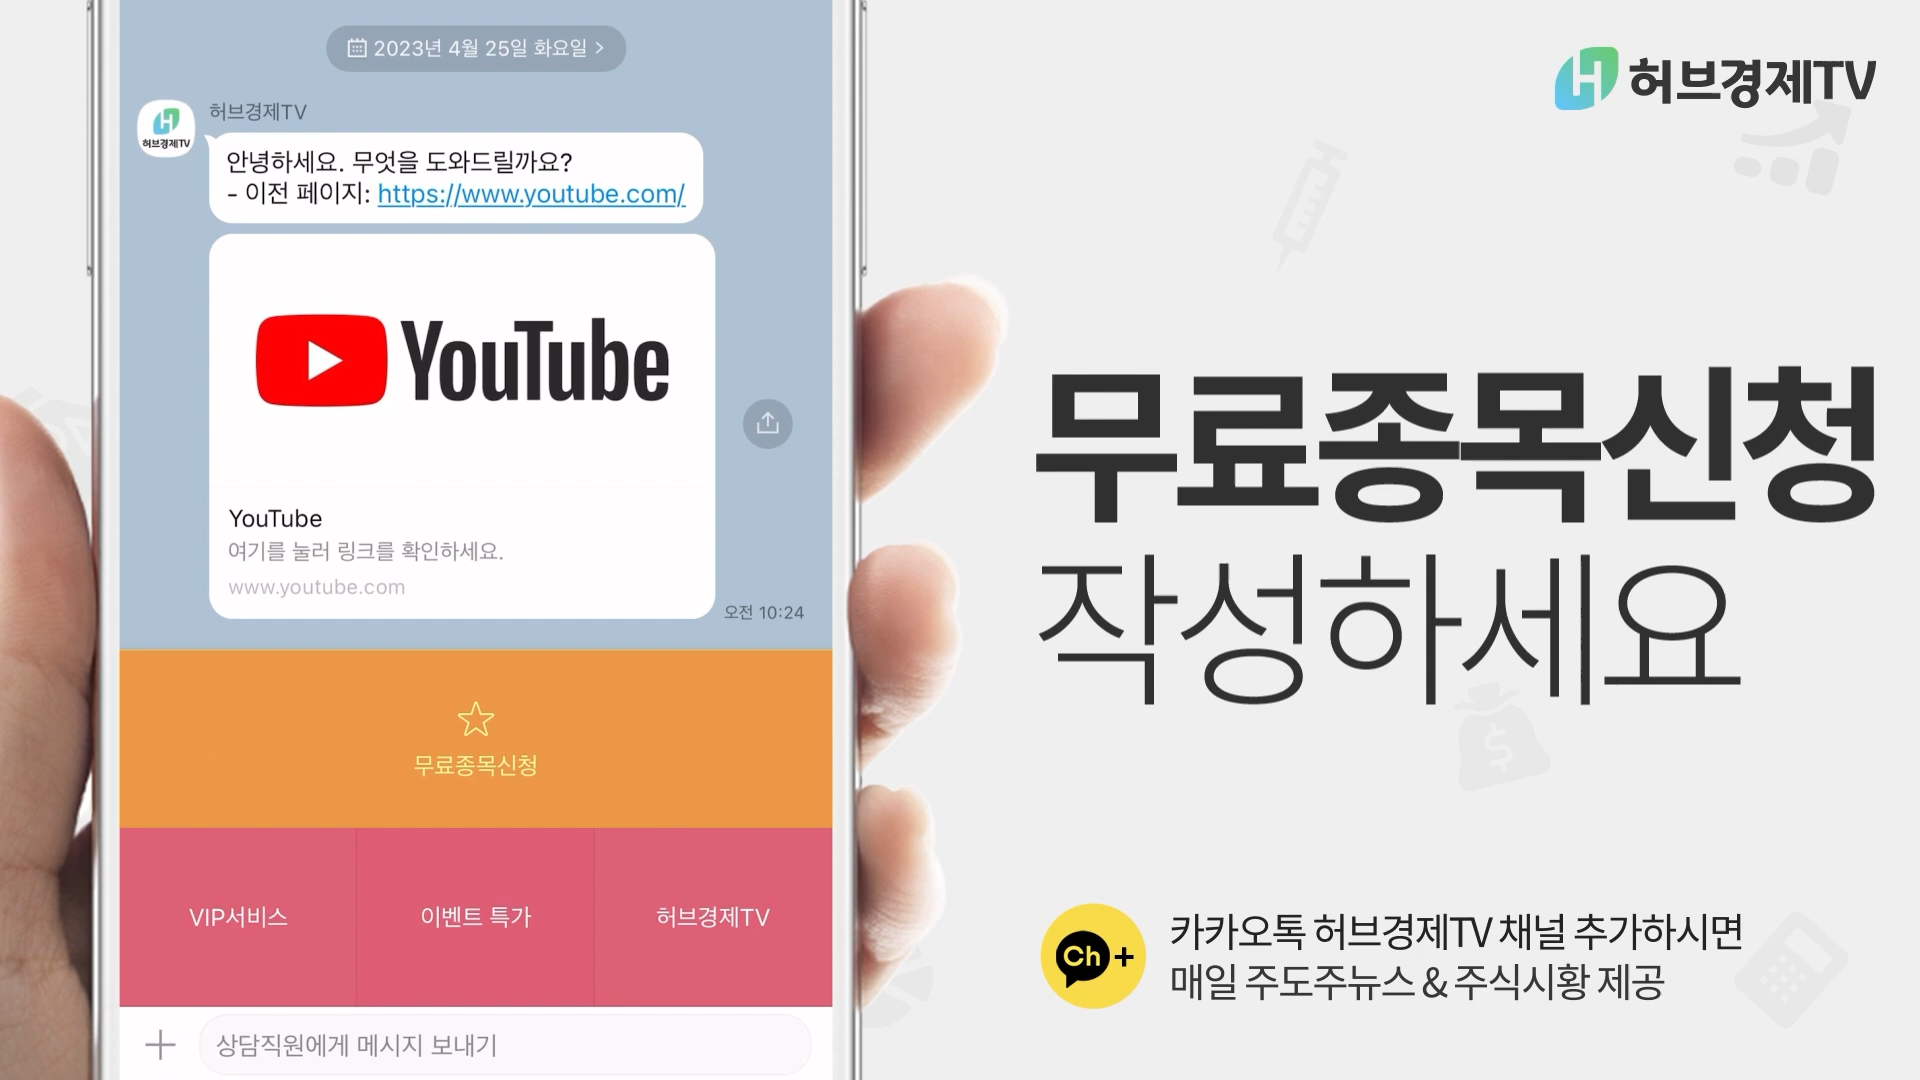 2023년 4월 25일 화요일 >
허브경제TV
허브경제TV
안녕하세요. 무엇을 도와드릴까요?
- 이전 페이지: https://www.youtube.com/
YouTube
YouTube
여기를 눌러 링크를 확인하세요.
www.youtube.com
오전 10:24
무료종목신청
VIP서비스
이벤트 특가
허브경제TV
상담직원에게 메시지 보내기
허브경제TV
무료종목신청
작성하세요
Ch+
카카오톡 허브경제TV 채널 추가하시면
매일 주도주뉴스 & 주식시황 제공